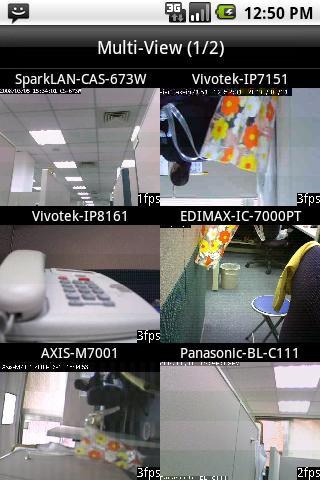 3G
12:50 PM
Multi-View (1/2)
SparkLAN-CAS-673W
Vivotek-IP7151
1fps
3fps
Vivotek-IP8161
EDIMAX-IC-7000PT
3fps
AXIS-M7001
Panasonic-BL-C111
3fps
2fps